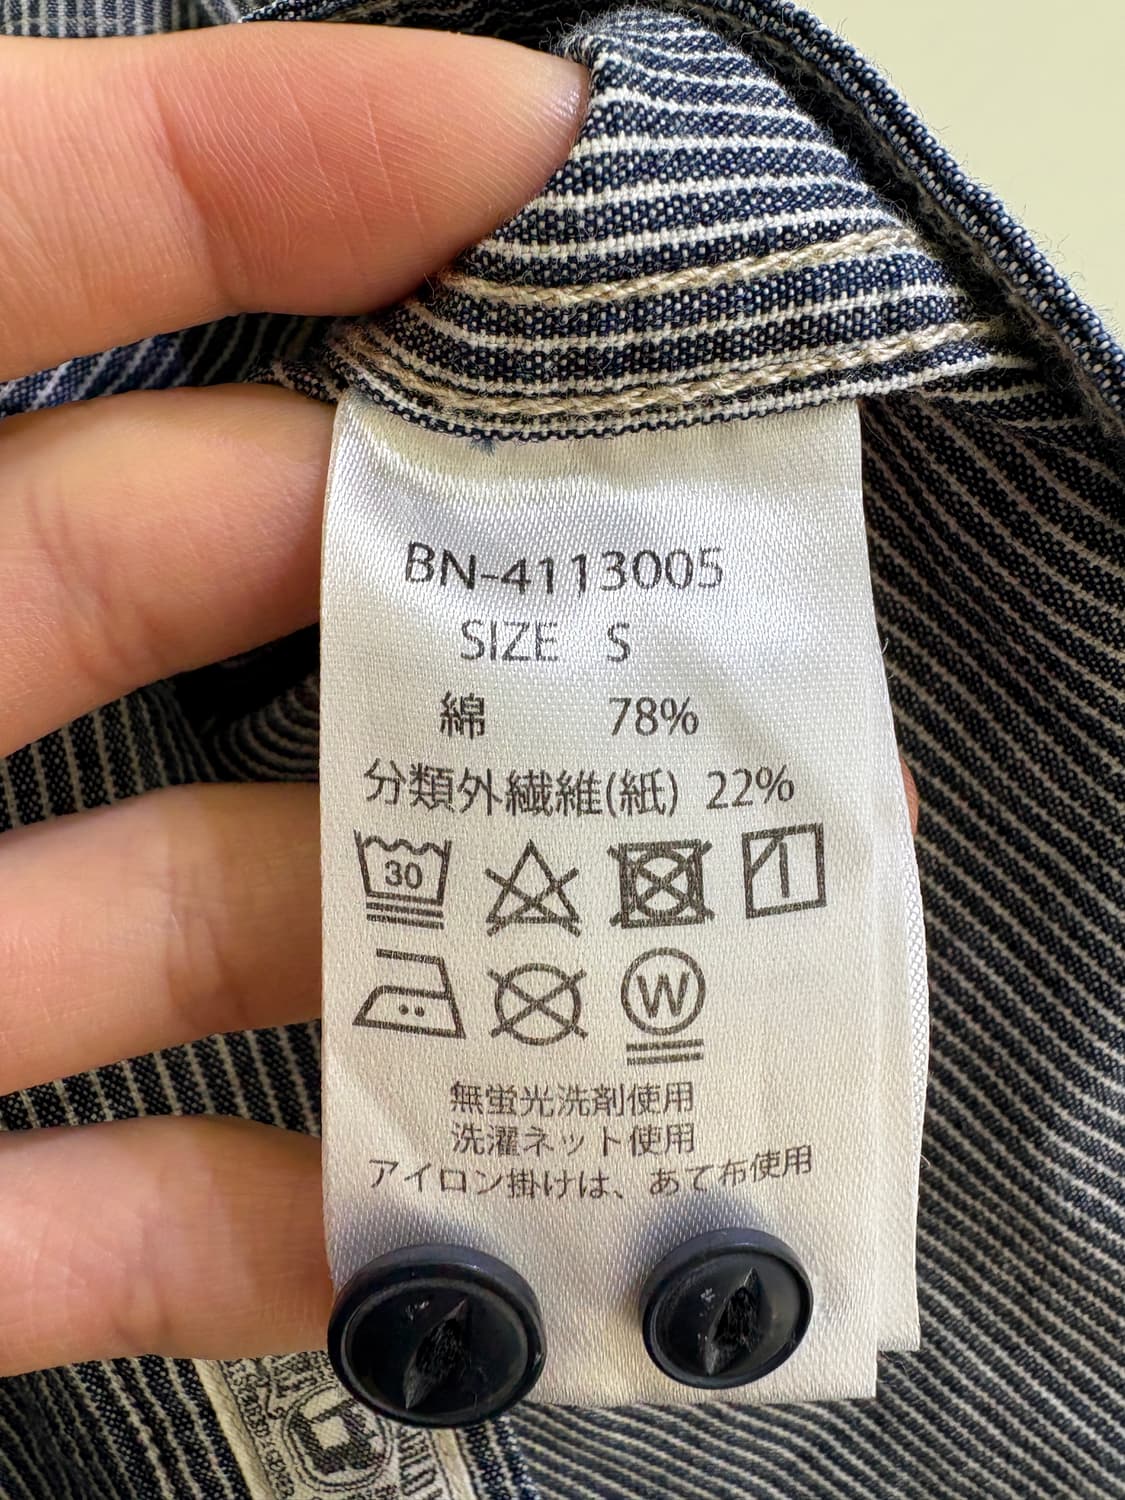 BN-4113005
SIZE S
綿 78%
分類外繊維(紙) 22%
30
W
無蛍光洗剤使用
洗濯ネット使用
アイロン掛けは、あて布使用